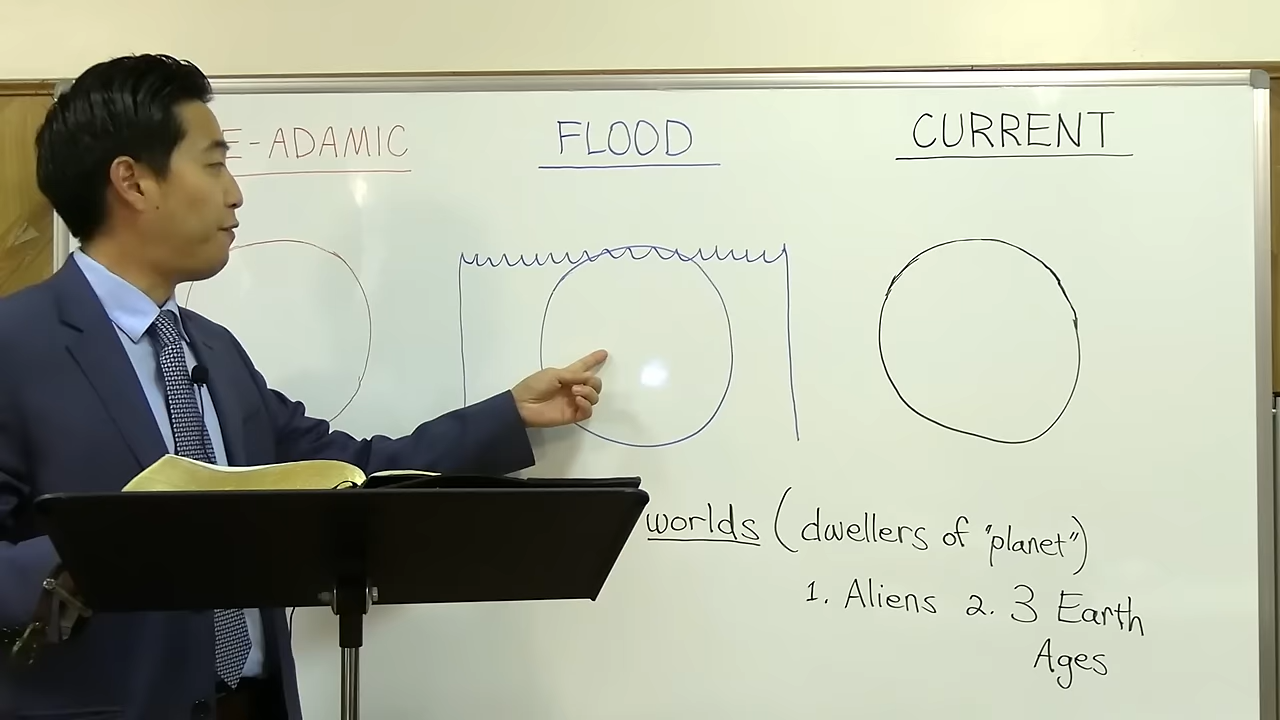 E-ADAMIC
FLOOD
CURRENT
worlds (dwellers of "planet")
1. Aliens 2. 3 Earth
Ages